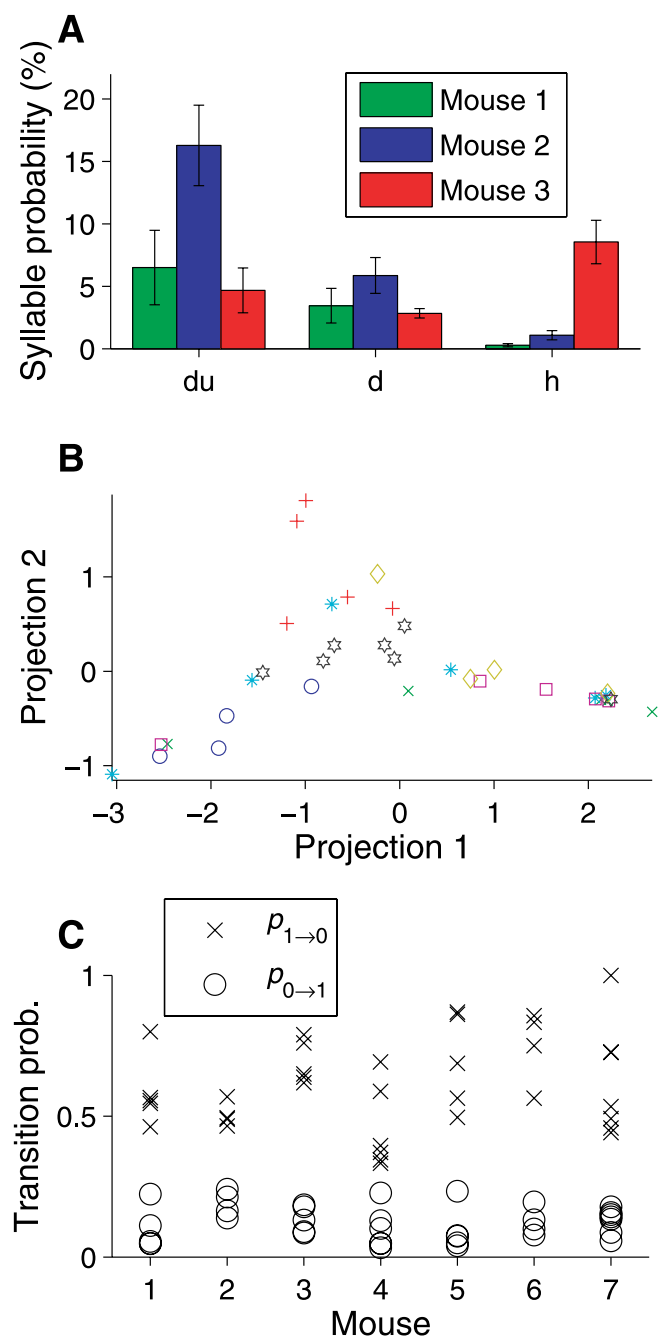 A
Syllable probability (%)
20
15
10
5
0
Mouse 1
Mouse 2
Mouse 3
du d h
B
Projection 2
1
0
−1
−3 −2 −1 0 1 2
Projection 1
C
p1→0
p0→1
Transition prob.
1
0.5
0
1 2 3 4 5 6 7
Mouse